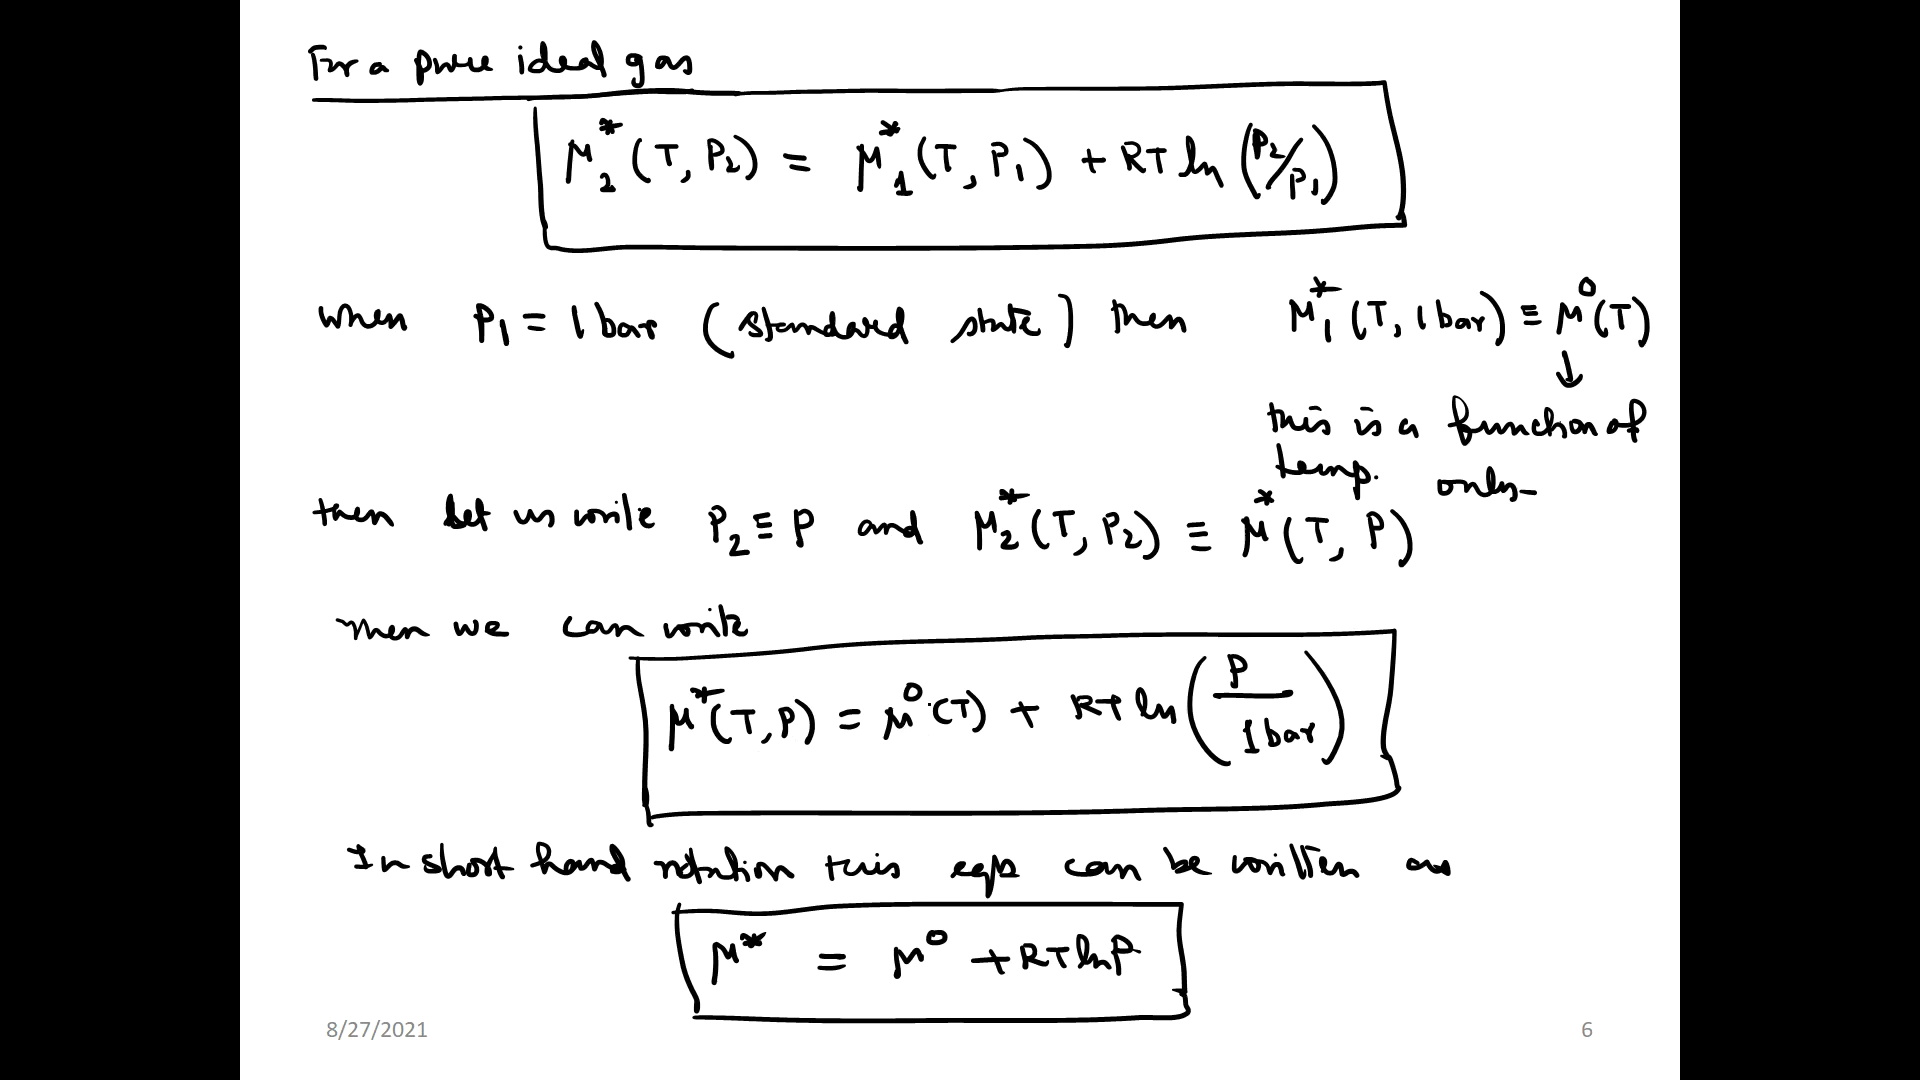 For a pure ideal gas
μ₂*(T, P₂) = μ₁*(T, P₁) + RT ln (P₂/P₁)
when P₁ = 1 bar (standard state) then μ₁*(T, 1 bar) ≡ μ⁰(T)
↓
this is a function of
temp. only
then let us write P₂ ≡ P and μ₂*(T, P₂) ≡ μ*(T, P)
then we can write
μ*(T, P) = μ⁰(T) + RT ln (P / 1 bar)
In short hand notation this eqn can be written as
μ* = μ⁰ + RT ln P
8/27/2021
6